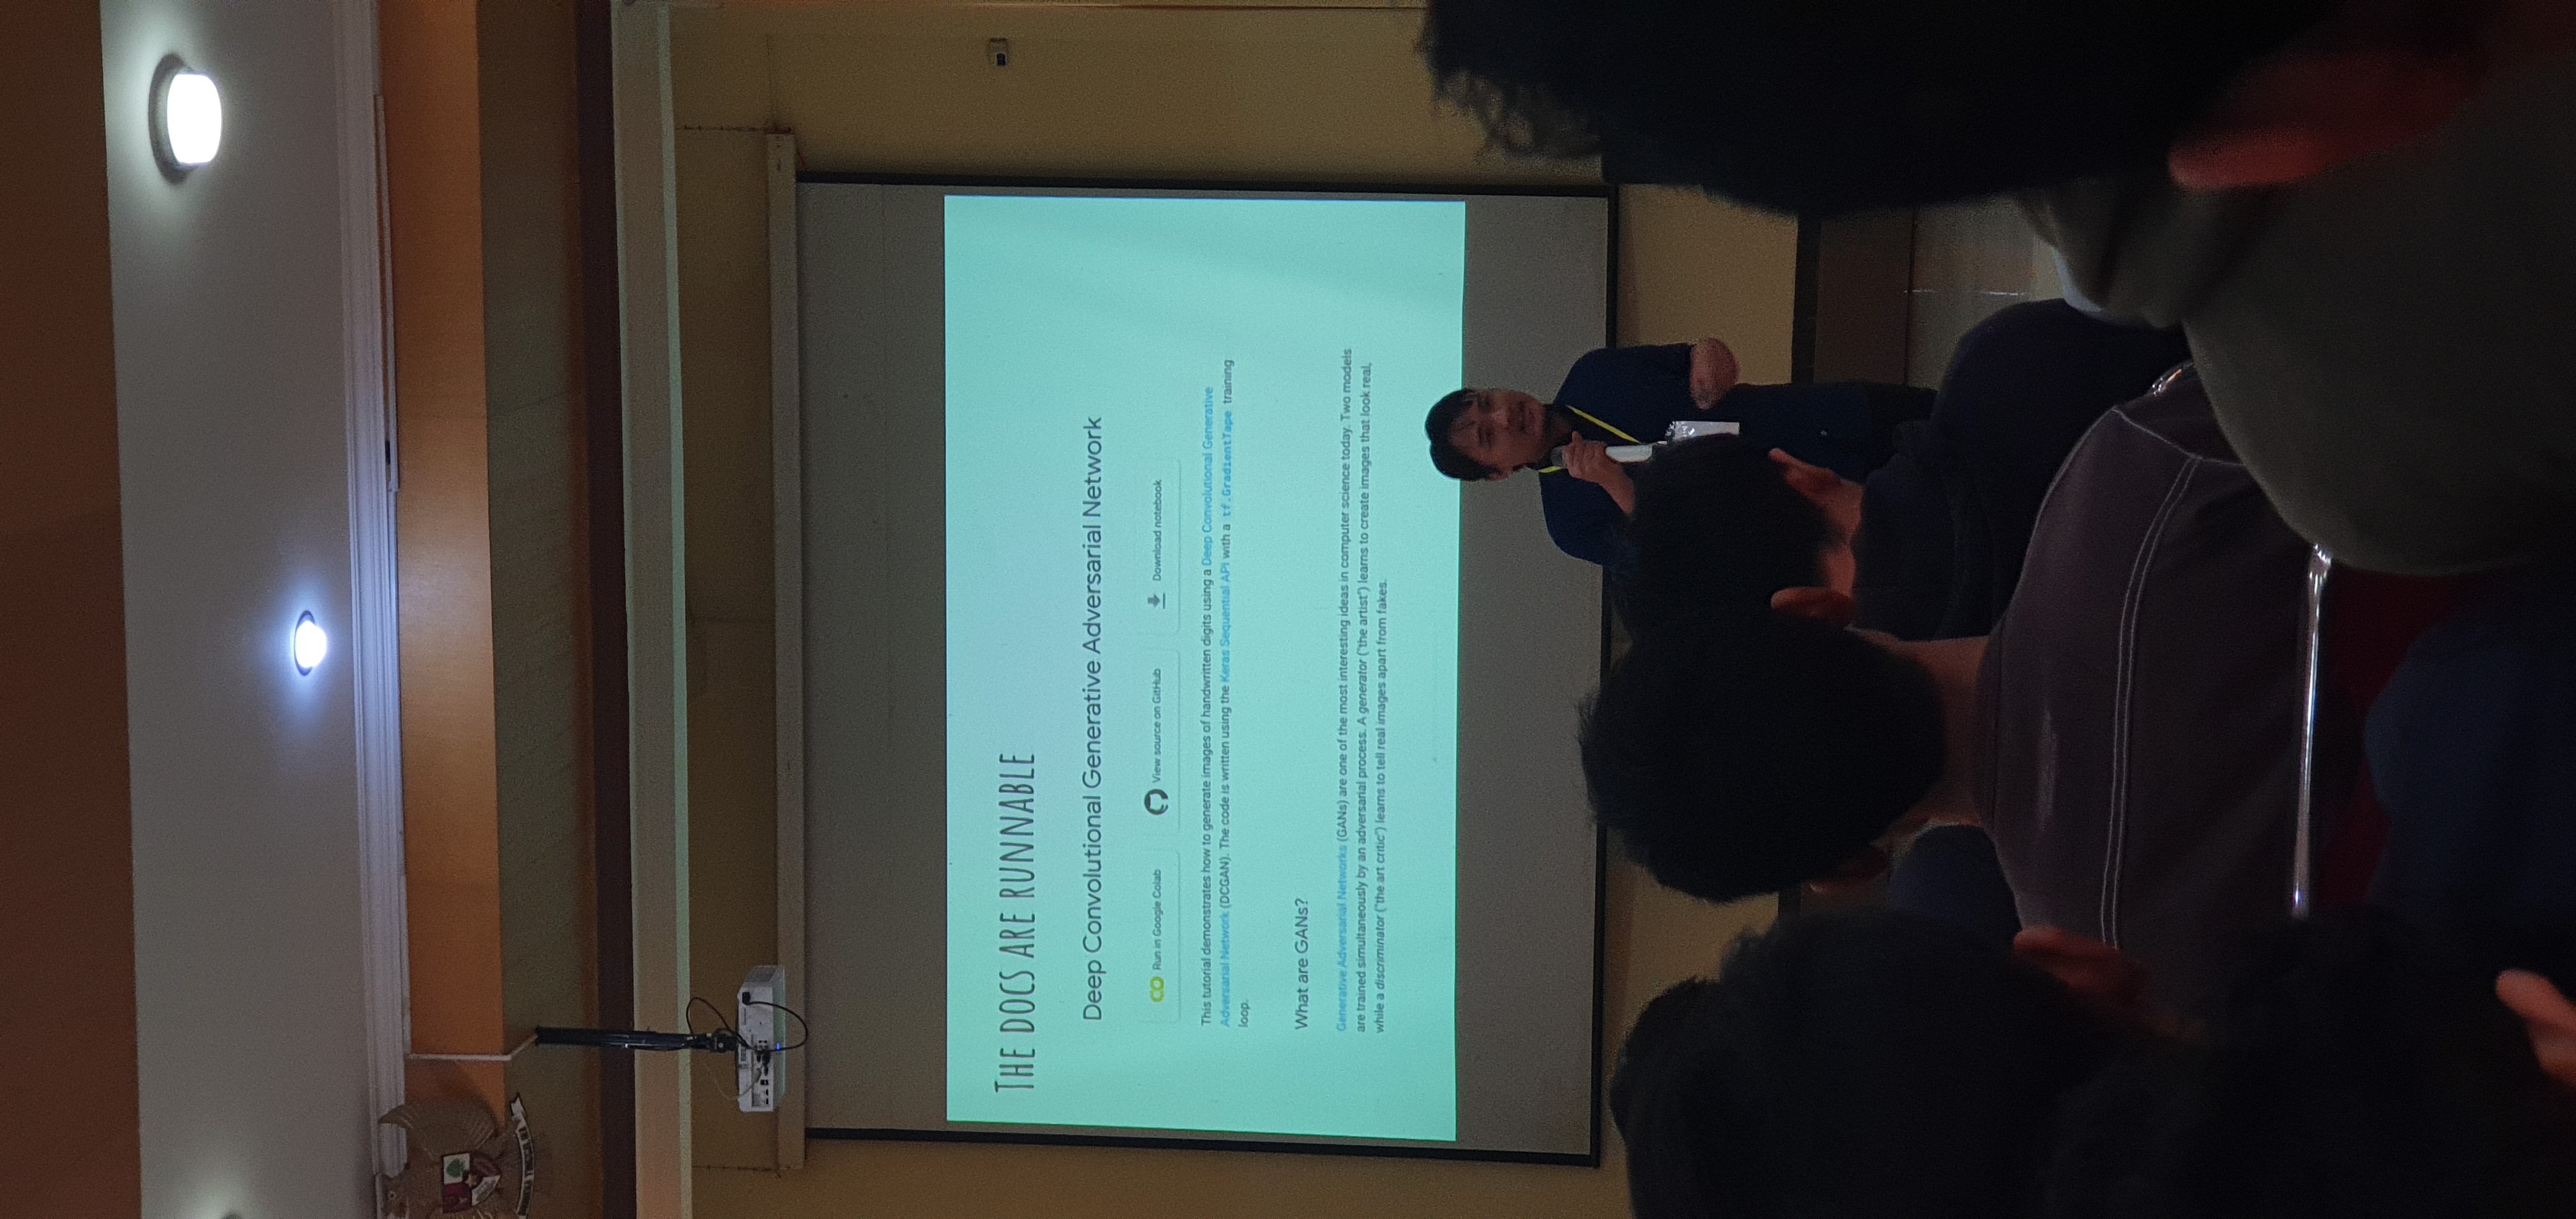 TINGGAL IKA
THE DOCS ARE RUNNABLE
Deep Convolutional Generative Adversarial Network
Run in Google Colab
View source on GitHub
Download notebook
This tutorial demonstrates how to generate images of handwritten digits using a Deep Convolutional Generative
Adversarial Network (DCGAN). The code is written using the Keras Sequential API with a tf.GradientTape training
loop.
What are GANs?
Generative Adversarial Networks (GANs) are one of the most interesting ideas in computer science today. Two models
are trained simultaneously by an adversarial process. A generator ("the artist") learns to create images that look real,
while a discriminator ("the art critic") learns to tell real images apart from fakes.